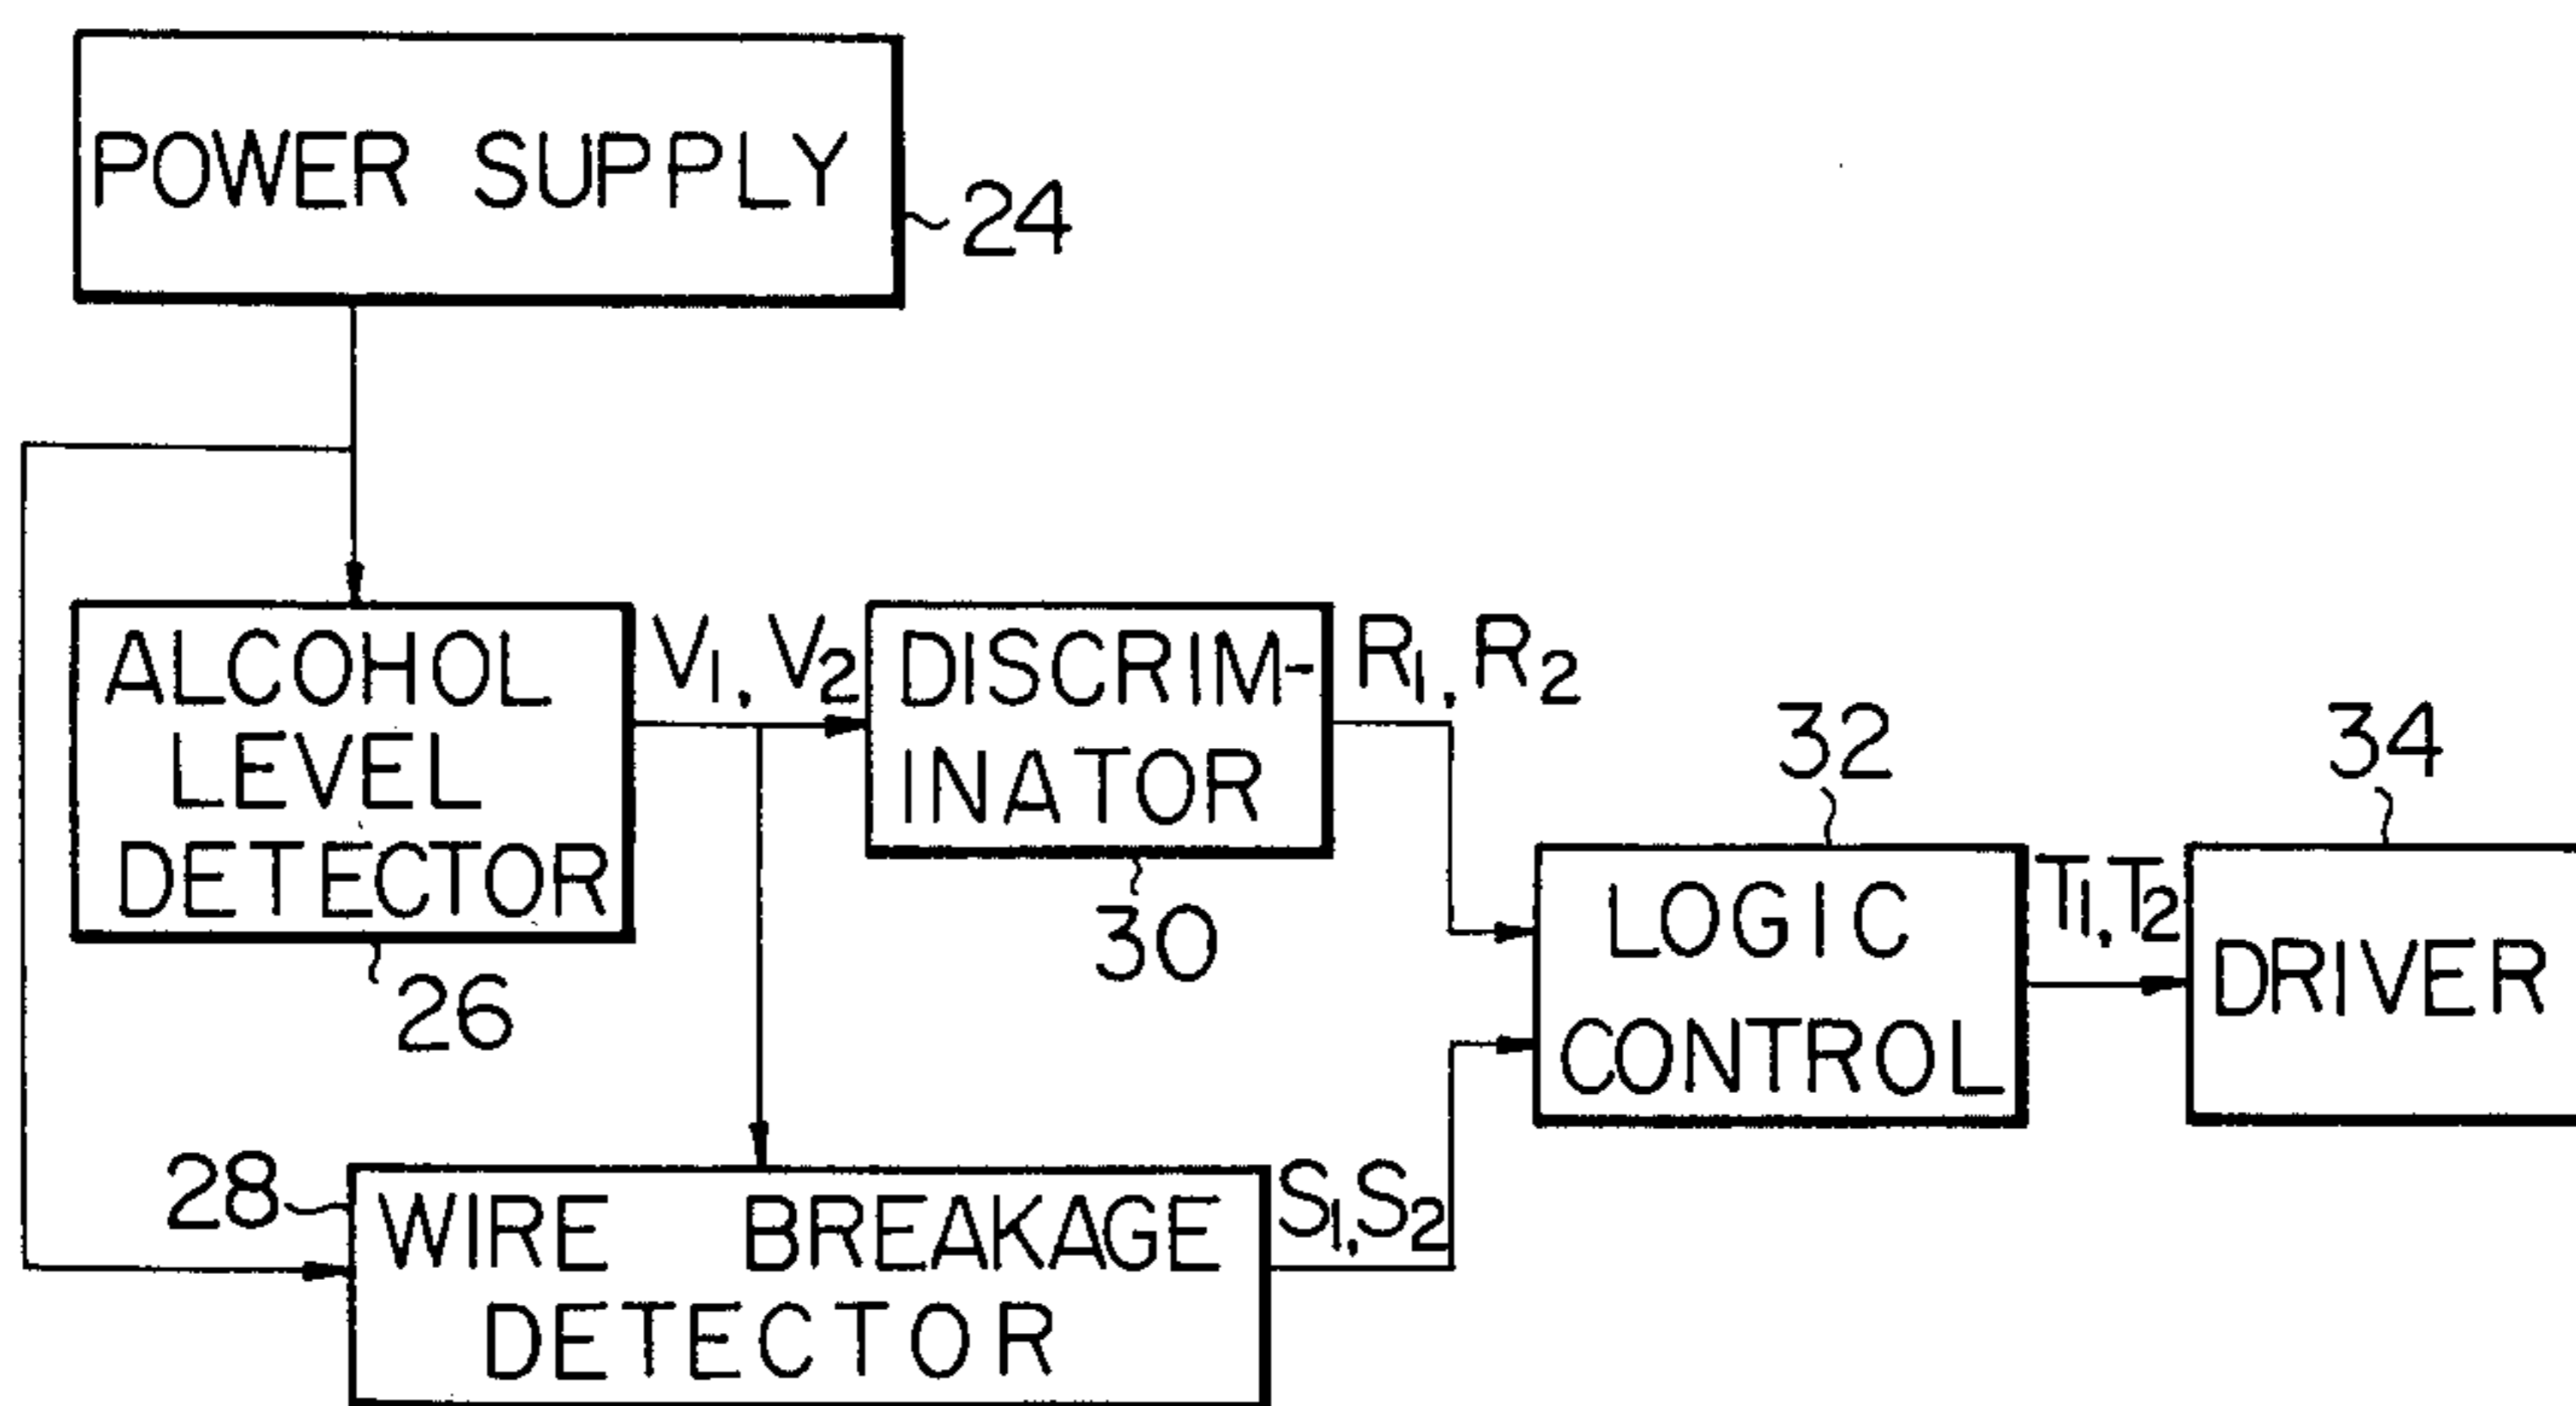 POWER SUPPLY
24
ALCOHOL
LEVEL
DETECTOR
26
V₁, V₂
DISCRIM-
INATOR
30
R₁, R₂
32
LOGIC
CONTROL
T₁, T₂
34
DRIVER
28
WIRE BREAKAGE
DETECTOR
S₁, S₂